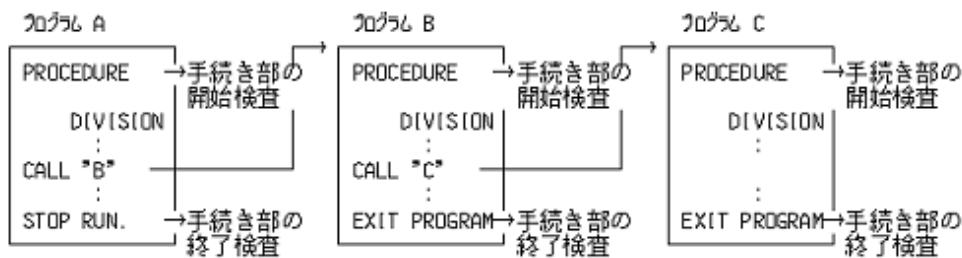 プログラム A
PROCEDURE →手続き部の
開始検査
DIVISION
:
CALL "B"
:
STOP RUN. →手続き部の
終了検査
プログラム B
PROCEDURE →手続き部の
開始検査
DIVISION
:
CALL "C"
:
EXIT PROGRAM→手続き部の
終了検査
プログラム C
PROCEDURE →手続き部の
開始検査
DIVISION
:
:
EXIT PROGRAM→手続き部の
終了検査